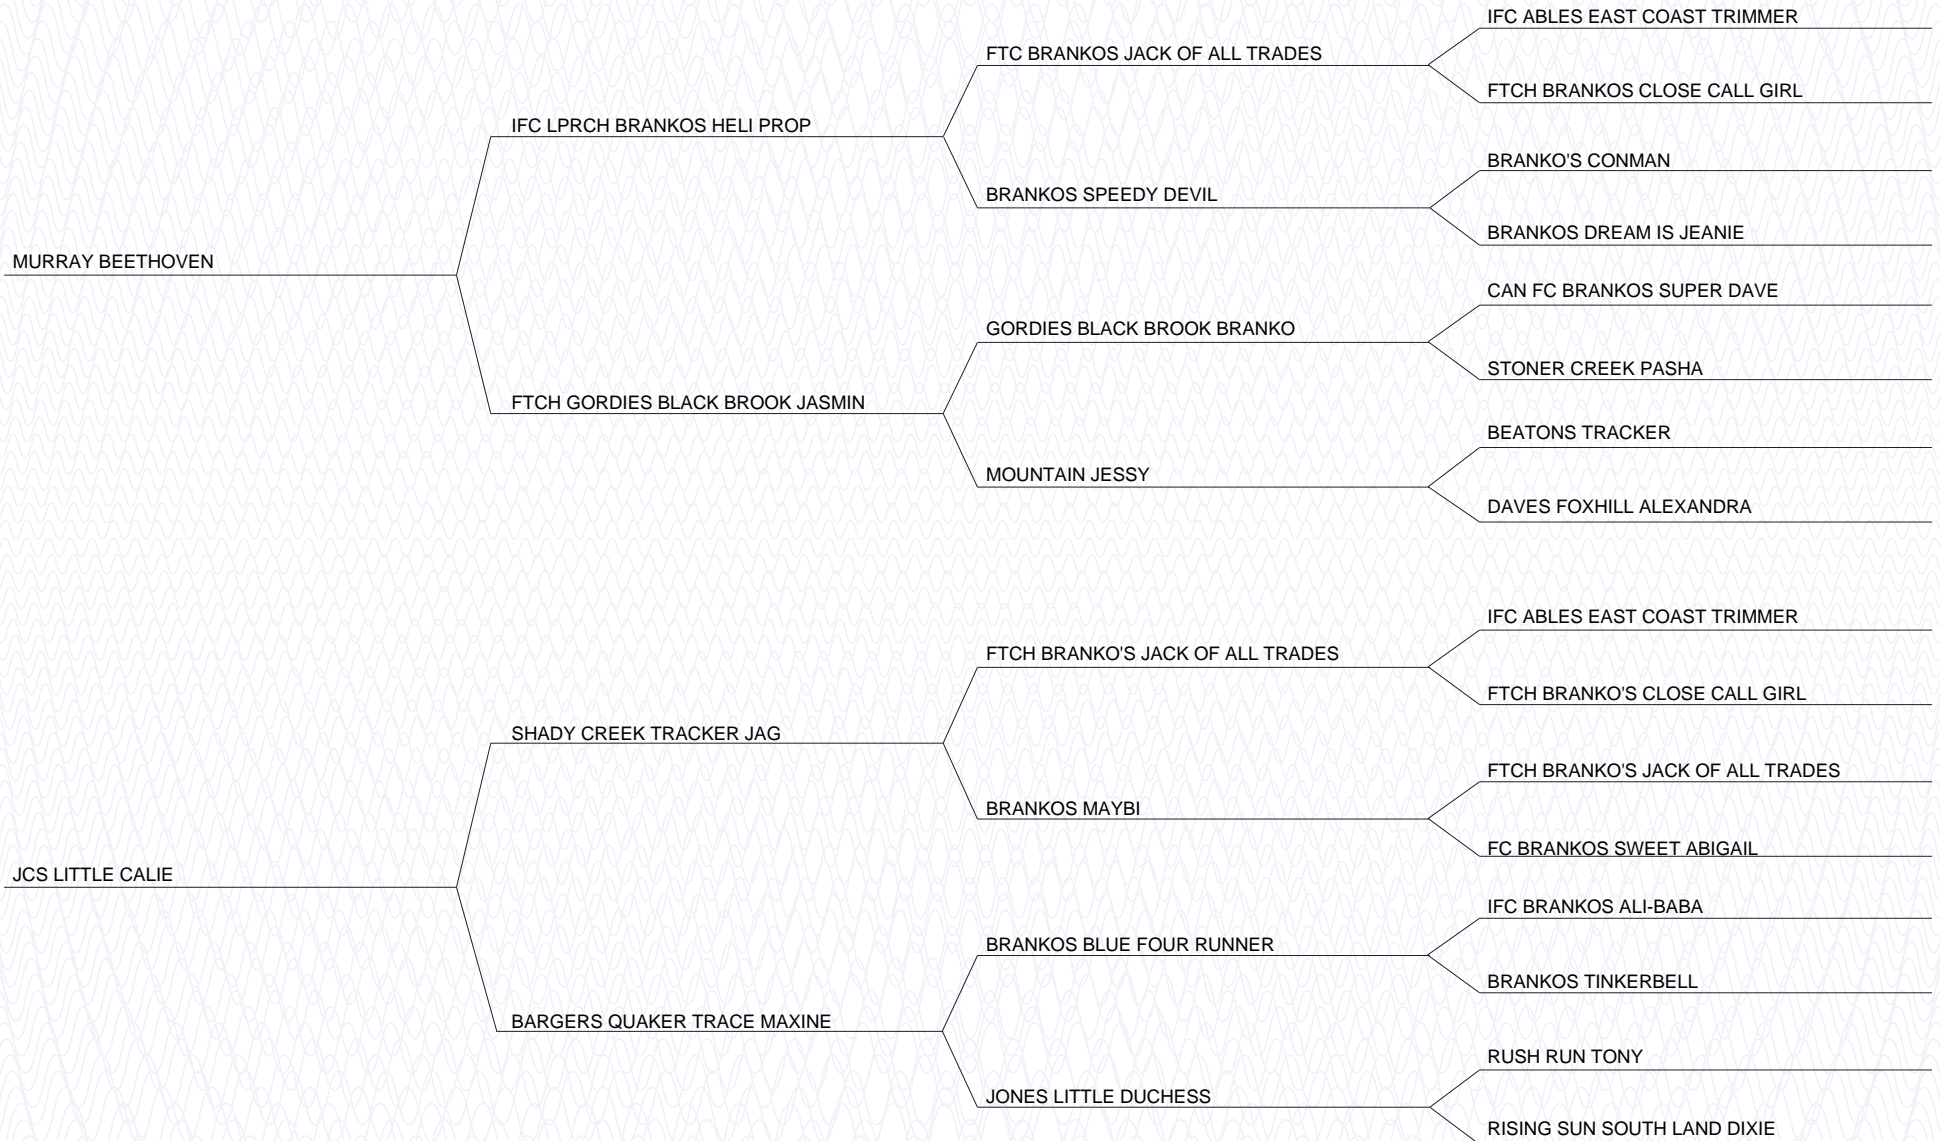 IFC ABLES EAST COAST TRIMMER
FTC BRANKOS JACK OF ALL TRADES
FTCH BRANKOS CLOSE CALL GIRL
IFC LPRCH BRANKOS HELI PROP
BRANKO'S CONMAN
BRANKOS SPEEDY DEVIL
BRANKOS DREAM IS JEANIE
MURRAY BEETHOVEN
CAN FC BRANKOS SUPER DAVE
GORDIES BLACK BROOK BRANKO
STONER CREEK PASHA
FTCH GORDIES BLACK BROOK JASMIN
BEATONS TRACKER
MOUNTAIN JESSY
DAVES FOXHILL ALEXANDRA
IFC ABLES EAST COAST TRIMMER
FTCH BRANKO'S JACK OF ALL TRADES
FTCH BRANKO'S CLOSE CALL GIRL
SHADY CREEK TRACKER JAG
FTCH BRANKO'S JACK OF ALL TRADES
BRANKOS MAYBI
FC BRANKOS SWEET ABIGAIL
JCS LITTLE CALIE
IFC BRANKOS ALI-BABA
BRANKOS BLUE FOUR RUNNER
BRANKOS TINKERBELL
BARGERS QUAKER TRACE MAXINE
RUSH RUN TONY
JONES LITTLE DUCHESS
RISING SUN SOUTH LAND DIXIE